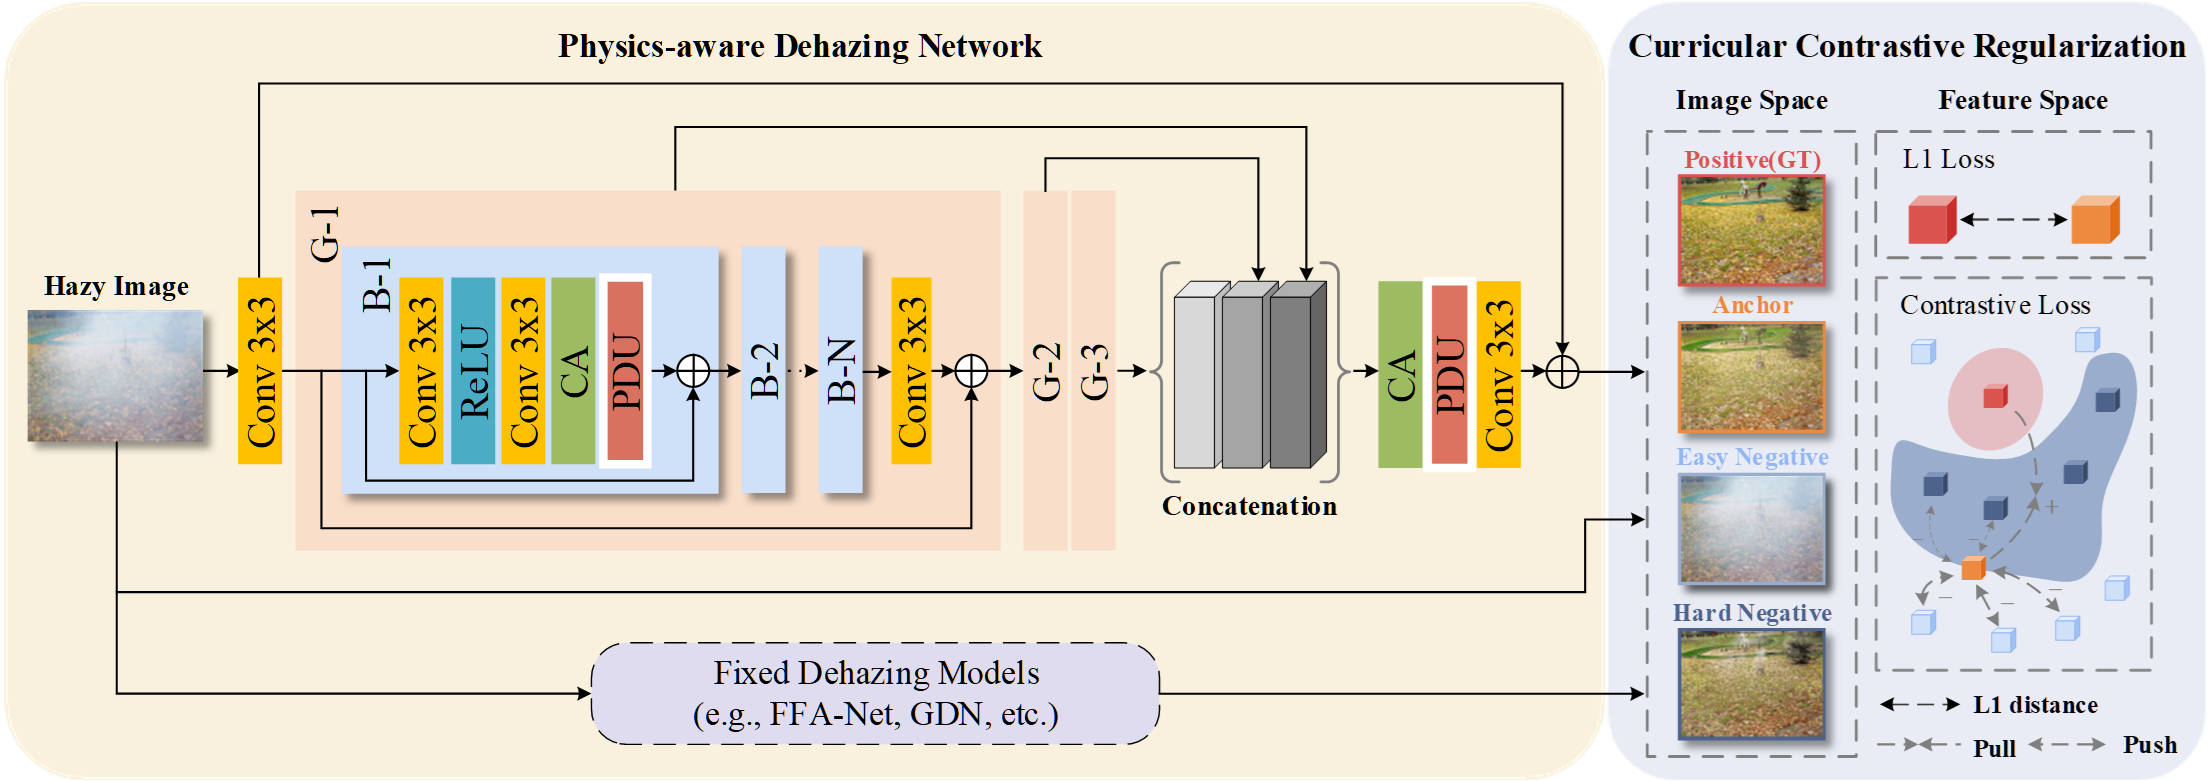 Physics-aware Dehazing Network
Hazy Image
Conv 3x3
G-1
B-1
Conv 3x3
ReLU
Conv 3x3
CA
PDU
B-2
B-N
Conv 3x3
G-2
G-3
Concatenation
CA
PDU
Conv 3x3
Fixed Dehazing Models
(e.g., FFA-Net, GDN, etc.)
Curricular Contrastive Regularization
Image Space
Positive(GT)
Anchor
Easy Negative
Hard Negative
Feature Space
L1 Loss
Contrastive Loss
+
−
−
−
−
−
L1 distance
Pull
Push